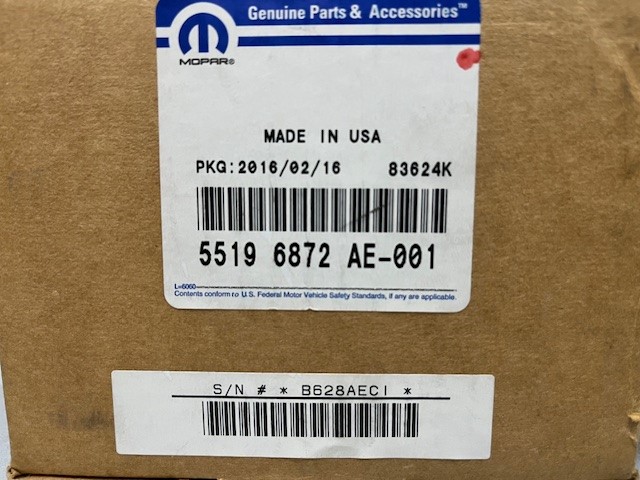 Genuine Parts & Accessories™
MOPAR®
MADE IN USA
PKG:2016/02/16 83624K
5519 6872 AE-001
L=6060
Contents conform to U.S. Federal Motor Vehicle Safety Standards, if any are applicable.
S/N # * B628AECI *